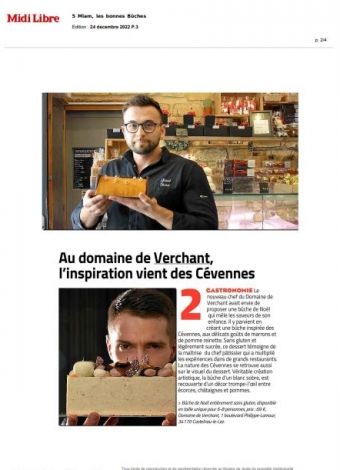 Midi Libre
5 Miam, les bonnes Bûches
Edition : 24 decembre 2022 P.3
p. 2/4
Au domaine de Verchant,
l’inspiration vient des Cévennes
2
GASTRONOMIE Le
nouveau chef du Domaine de
Verchant avait envie de
proposer une bûche de Noël
qui mêle les saveurs de son
enfance. Il y parvient en
créant une bûche inspirée des
Cévennes, aux délicats goûts de marrons et
de pomme reinette. Sans gluten et
légèrement sucrée, ce dessert témoigne de
la maîtrise du chef pâtissier qui a multiplié
les expériences dans de grands restaurants.
La nature des Cévennes se retrouve aussi
sur le visuel du dessert. Véritable création
artistique, la bûche d'un blanc sobre, est
recouverte d'un décor trompe-l'œil entre
écorces, châtaignes et pommes.
> Bûche de Noël entièrement sans gluten, disponible
en taille unique pour 6-8 personnes, prix : 69 €,
Domaine de Verchant, 1 boulevard Philippe-Lamour,
34170 Castelnau-le-Lez.